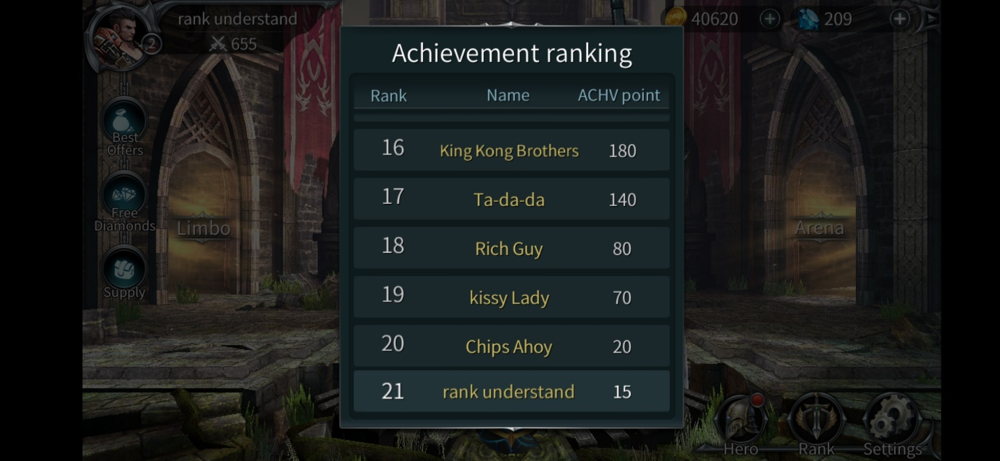 rank understand
2
655
40620
209
Achievement ranking
Rank Name ACHV point
16 King Kong Brothers 180
17 Ta-da-da 140
18 Rich Guy 80
19 kissy Lady 70
20 Chips Ahoy 20
21 rank understand 15
Best
Offers
Free
Diamonds
Supply
Limbo
Arena
Hero
Rank
Settings